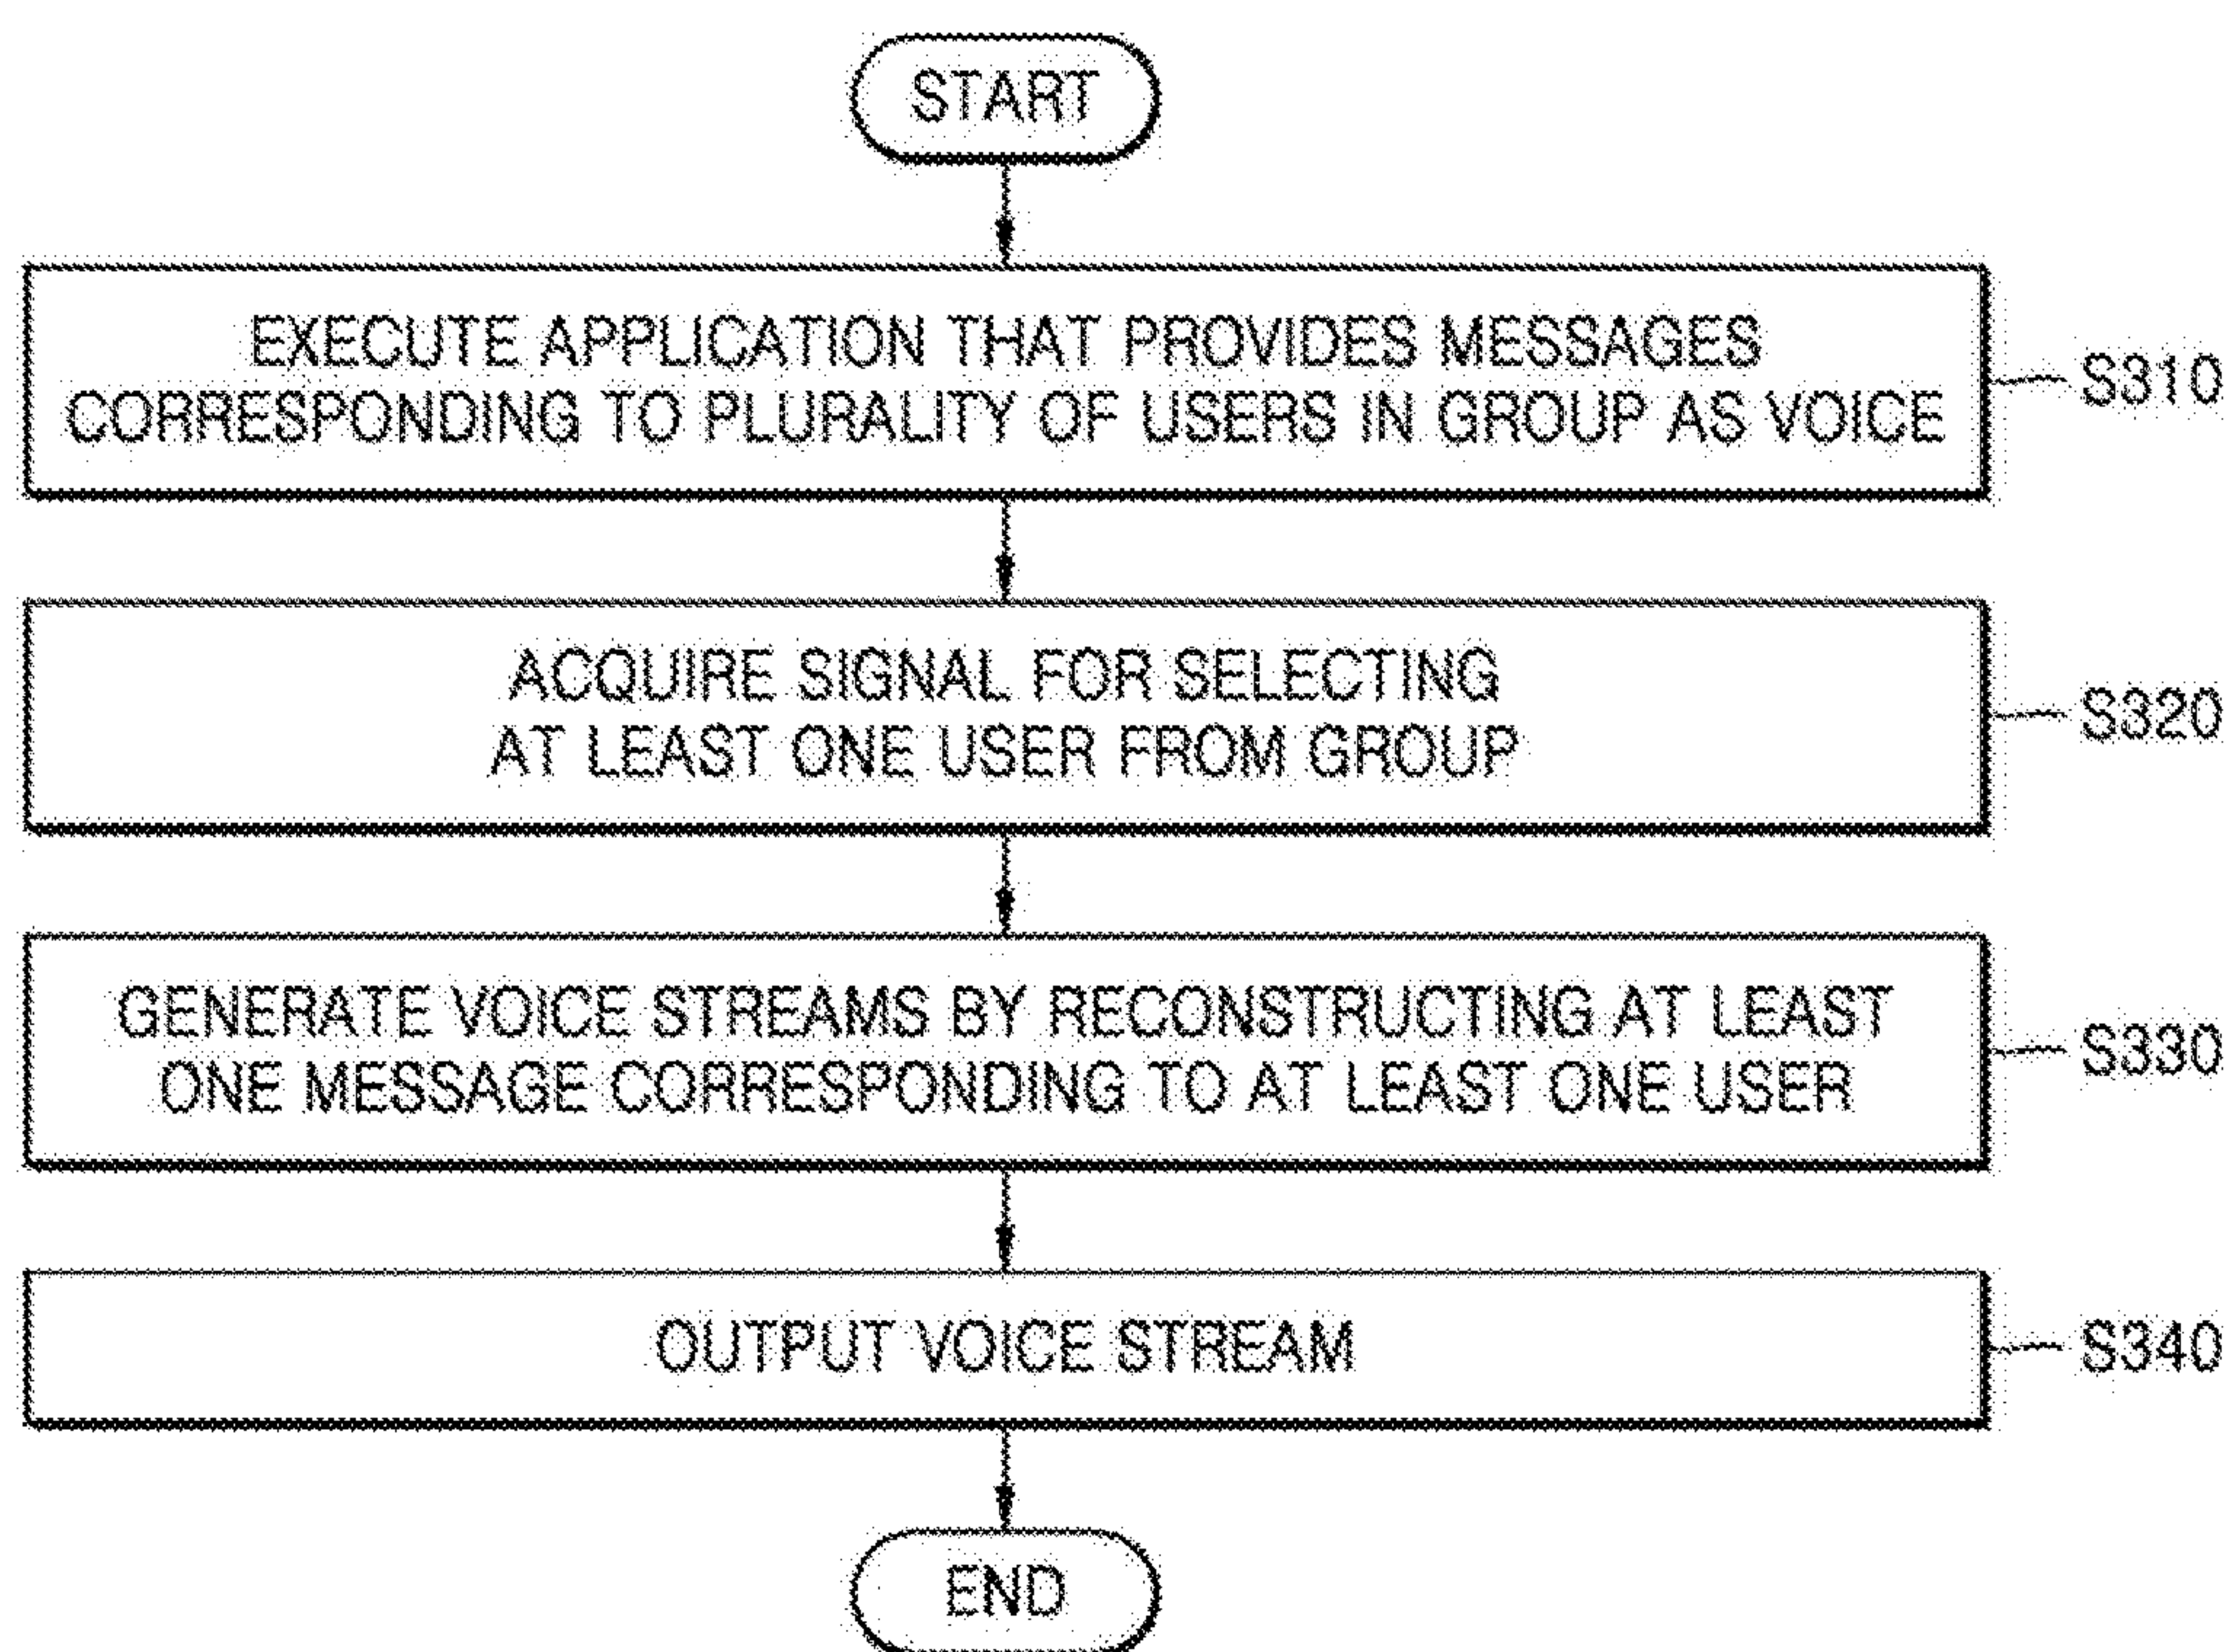 START
EXECUTE APPLICATION THAT PROVIDES MESSAGES
CORRESPONDING TO PLURALITY OF USERS IN GROUP AS VOICE
S310
ACQUIRE SIGNAL FOR SELECTING
AT LEAST ONE USER FROM GROUP
S320
GENERATE VOICE STREAMS BY RECONSTRUCTING AT LEAST
ONE MESSAGE CORRESPONDING TO AT LEAST ONE USER
S330
OUTPUT VOICE STREAM
S340
END